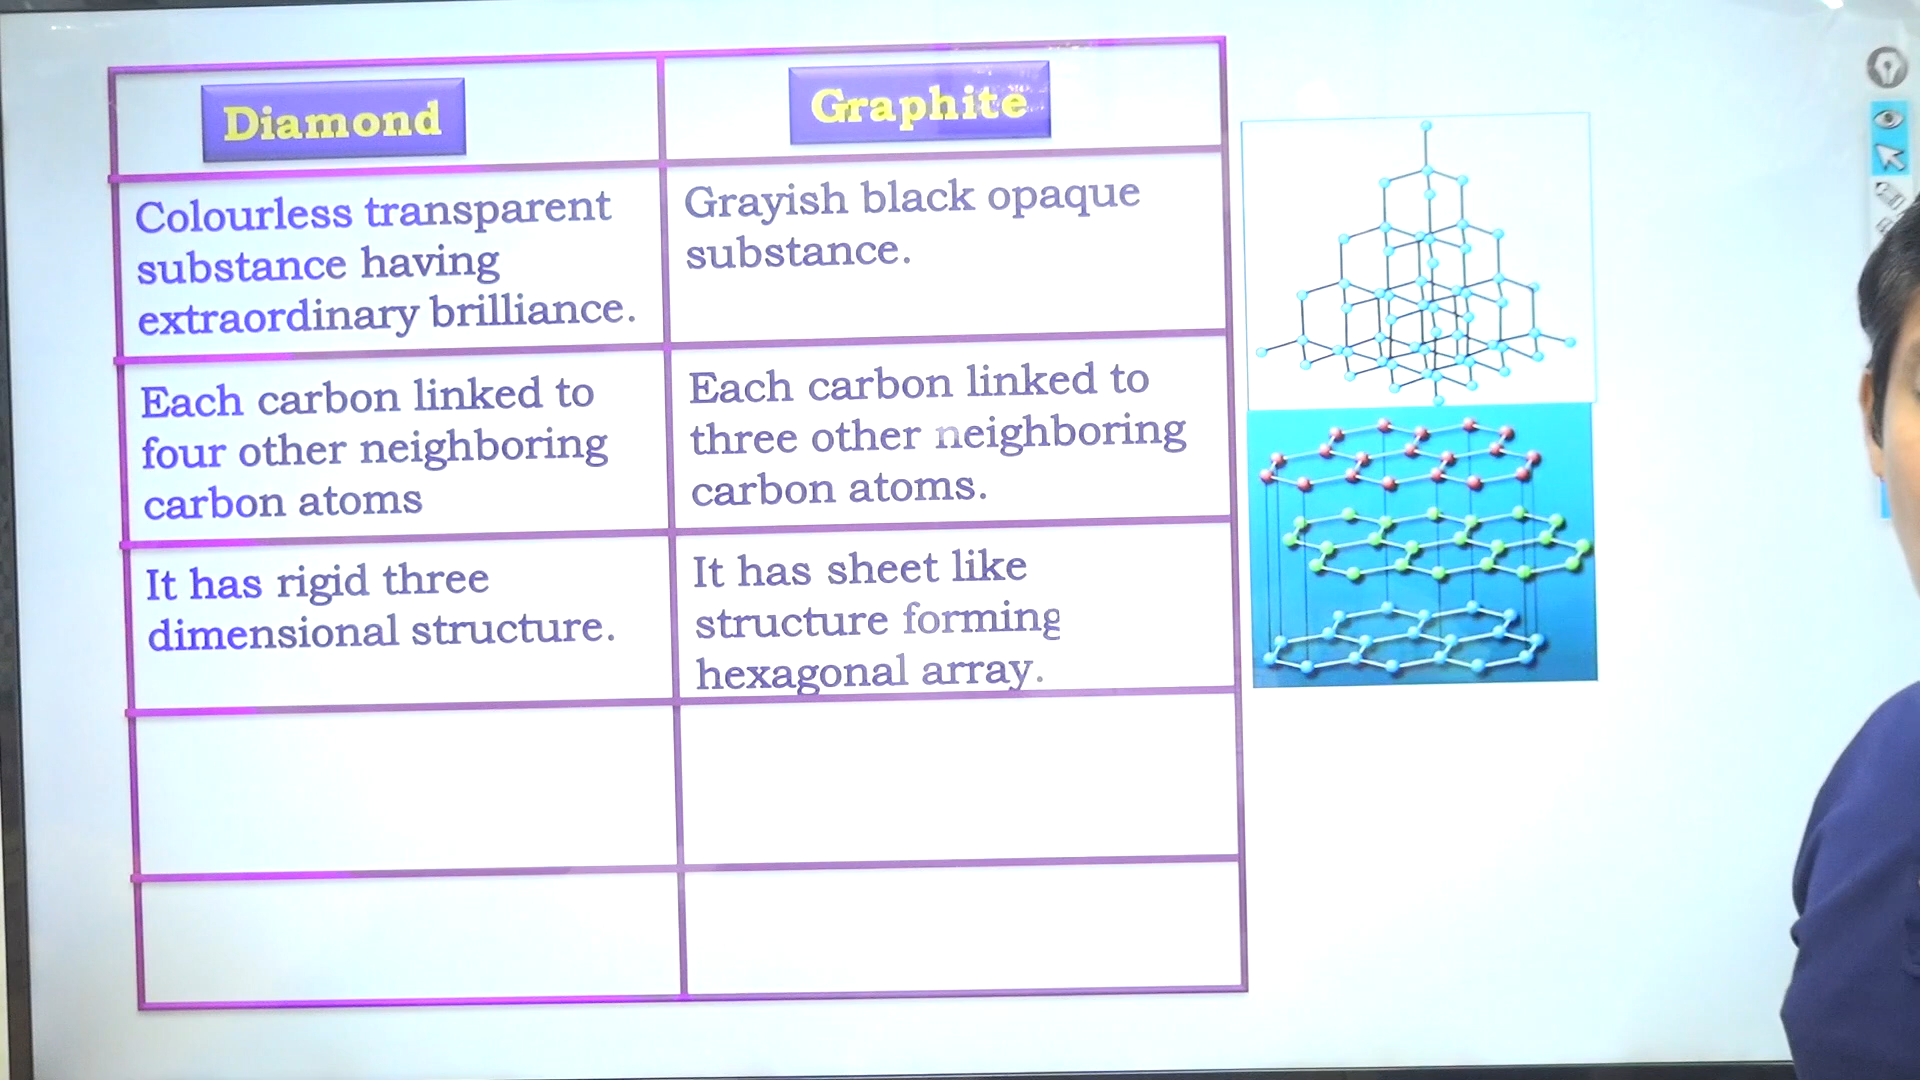 Diamond
Graphite
Colourless transparent
substance having
extraordinary brilliance.
Grayish black opaque
substance.
Each carbon linked to
four other neighboring
carbon atoms
Each carbon linked to
three other neighboring
carbon atoms.
It has rigid three
dimensional structure.
It has sheet like
structure forming
hexagonal array.